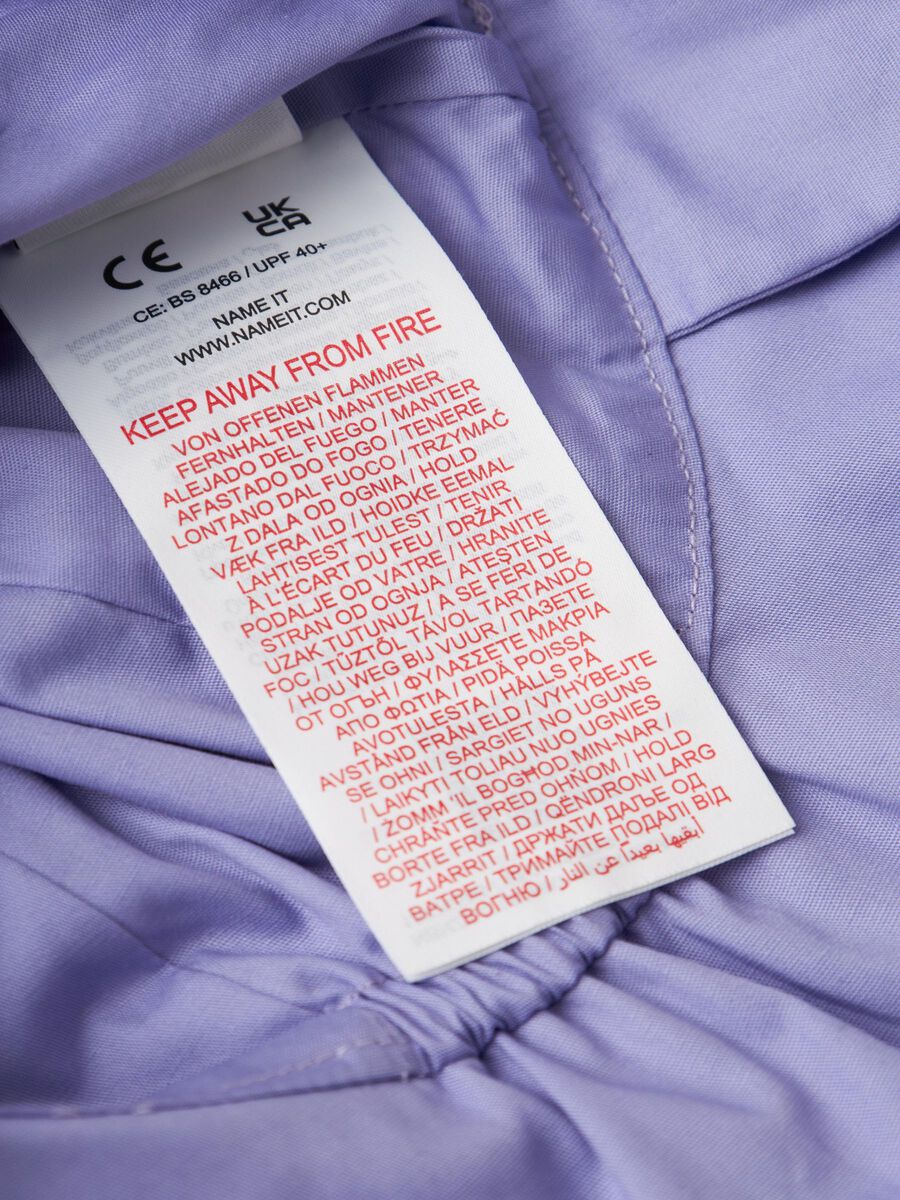 CE
UK
CA
CE: BS 8466 / UPF 40+
NAME IT
WWW.NAMEIT.COM
KEEP AWAY FROM FIRE
VON OFFENEN FLAMMEN
FERNHALTEN / MANTENER
ALEJADO DEL FUEGO / MANTER
AFASTADO DO FOGO / TENERE
LONTANO DAL FUOCO / TRZYMAĆ
Z DALA OD OGNIA / HOLD
VÆK FRA ILD / HOIDKE EEMAL
LAHTISEST TULEST / TENIR
À L'ÉCART DU FEU / DRŽATI
PODALJE OD VATRE / HRANITE
STRAN OD OGNJA / ATEŞTEN
UZAK TUTUNUZ / A SE FERI DE
FOC / TŰZTŐL TÁVOL TARTANDÓ
/ HOU WEG BIJ VUUR / ПАЗЕТЕ
ОТ ОГЪН / ΦΥΛΑΣΣΕΤΕ ΜΑΚΡΙΑ
ΑΠΟ ΦΩΤΙΑ / PIDÄ POISSA
AVOTULESTA / HÅLLS PÅ
AVSTÅND FRÅN ELD / VYHÝBEJTE
SE OHNI / SARGIET NO UGUNS
/ LAIKYTI TOLIAU NUO UGNIES
/ ŻOMM 'IL BOGĦOD MIN-NAR /
CHRÁŇTE PRED OHŇOM / HOLD
BORTE FRA ILD / QËNDRONI LARG
ZJARRIT / ДРЖАТИ ДАЉЕ ОД
ВАТРЕ / ТРИМАЙТЕ ПОДАЛІ ВІД
ВОГНЮ / أبقيها بعيداً عن النار